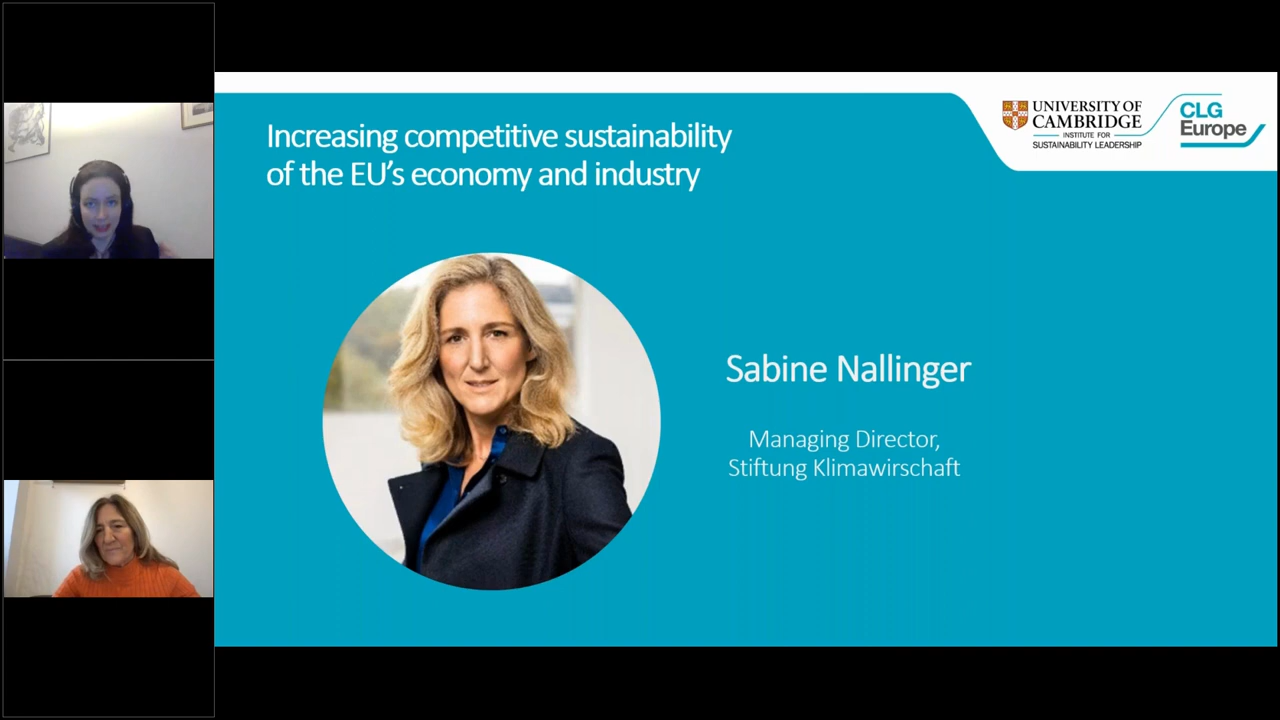 Increasing competitive sustainability
of the EU's economy and industry
UNIVERSITY OF
CAMBRIDGE
INSTITUTE FOR
SUSTAINABILITY LEADERSHIP
CLG
Europe
Sabine Nallinger
Managing Director,
Stiftung Klimawirschaft